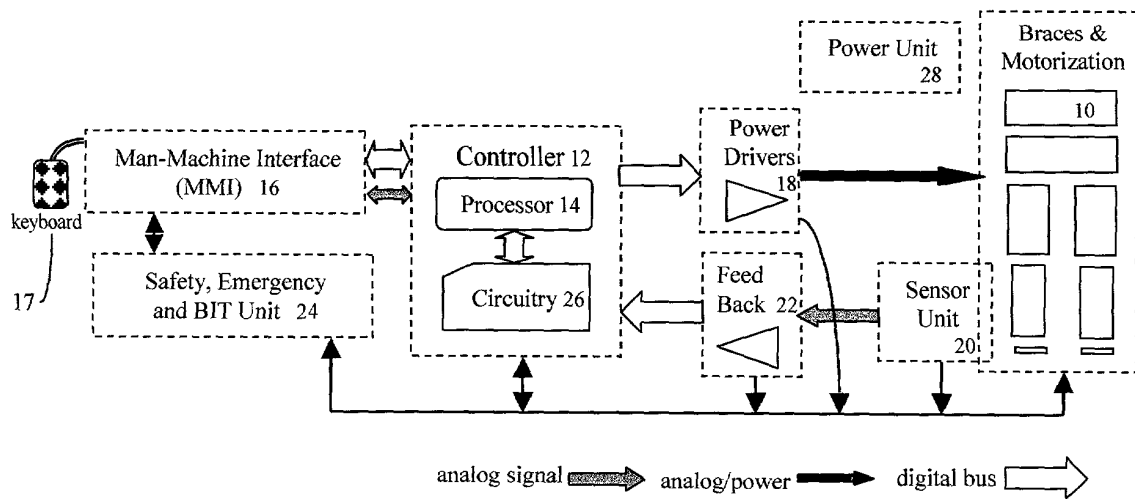 Braces &
Motorization
10
Power Unit
28
Power
Drivers
18
Man-Machine Interface
(MMI) 16
Controller 12
Processor 14
Circuitry 26
keyboard
17
Safety, Emergency
and BIT Unit 24
Feed
Back 22
Sensor
Unit
20
analog signal
analog/power
digital bus